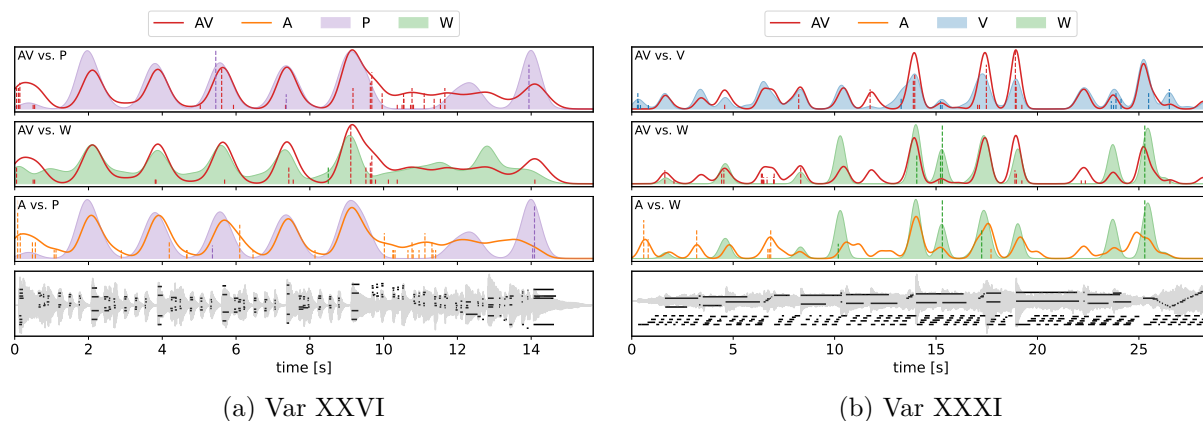 AV A P W
AV vs. P
AV vs. W
A vs. P
0 2 4 6 8 10 12 14
time [s]
(a) Var XXVI
AV A V W
AV vs. V
AV vs. W
A vs. W
0 5 10 15 20 25
time [s]
(b) Var XXXI